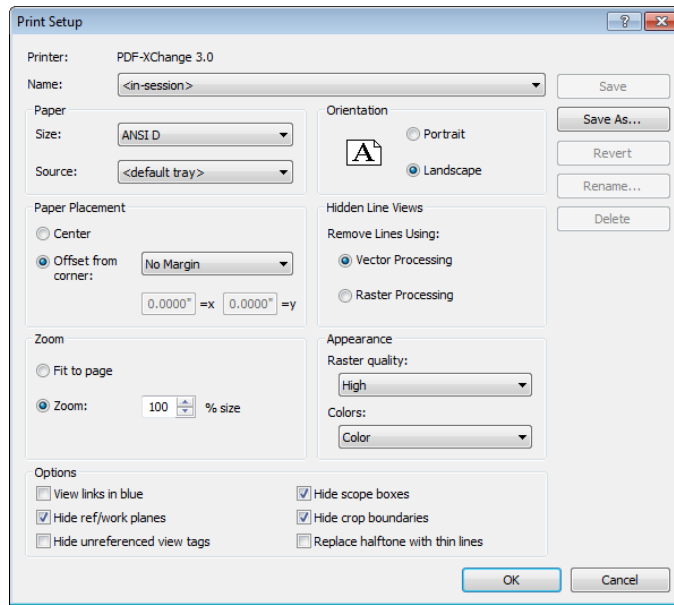 Print Setup
Printer: PDF-XChange 3.0
Name: <in-session>
Save
Paper
Size: ANSI D
Source: <default tray>
Orientation
A
Portrait
Landscape
Save As...
Revert
Rename...
Delete
Paper Placement
Center
Offset from
corner: No Margin
0.0000" =x 0.0000" =y
Hidden Line Views
Remove Lines Using:
Vector Processing
Raster Processing
Zoom
Fit to page
Zoom: 100 % size
Appearance
Raster quality:
High
Colors:
Color
Options
View links in blue
Hide ref/work planes
Hide unreferenced view tags
Hide scope boxes
Hide crop boundaries
Replace halftone with thin lines
OK
Cancel